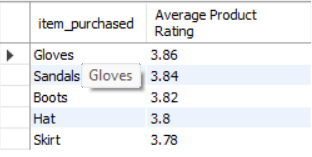 item_purchased Average Product
Rating
Gloves 3.86
Sandals Gloves 3.84
Boots 3.82
Hat 3.8
Skirt 3.78